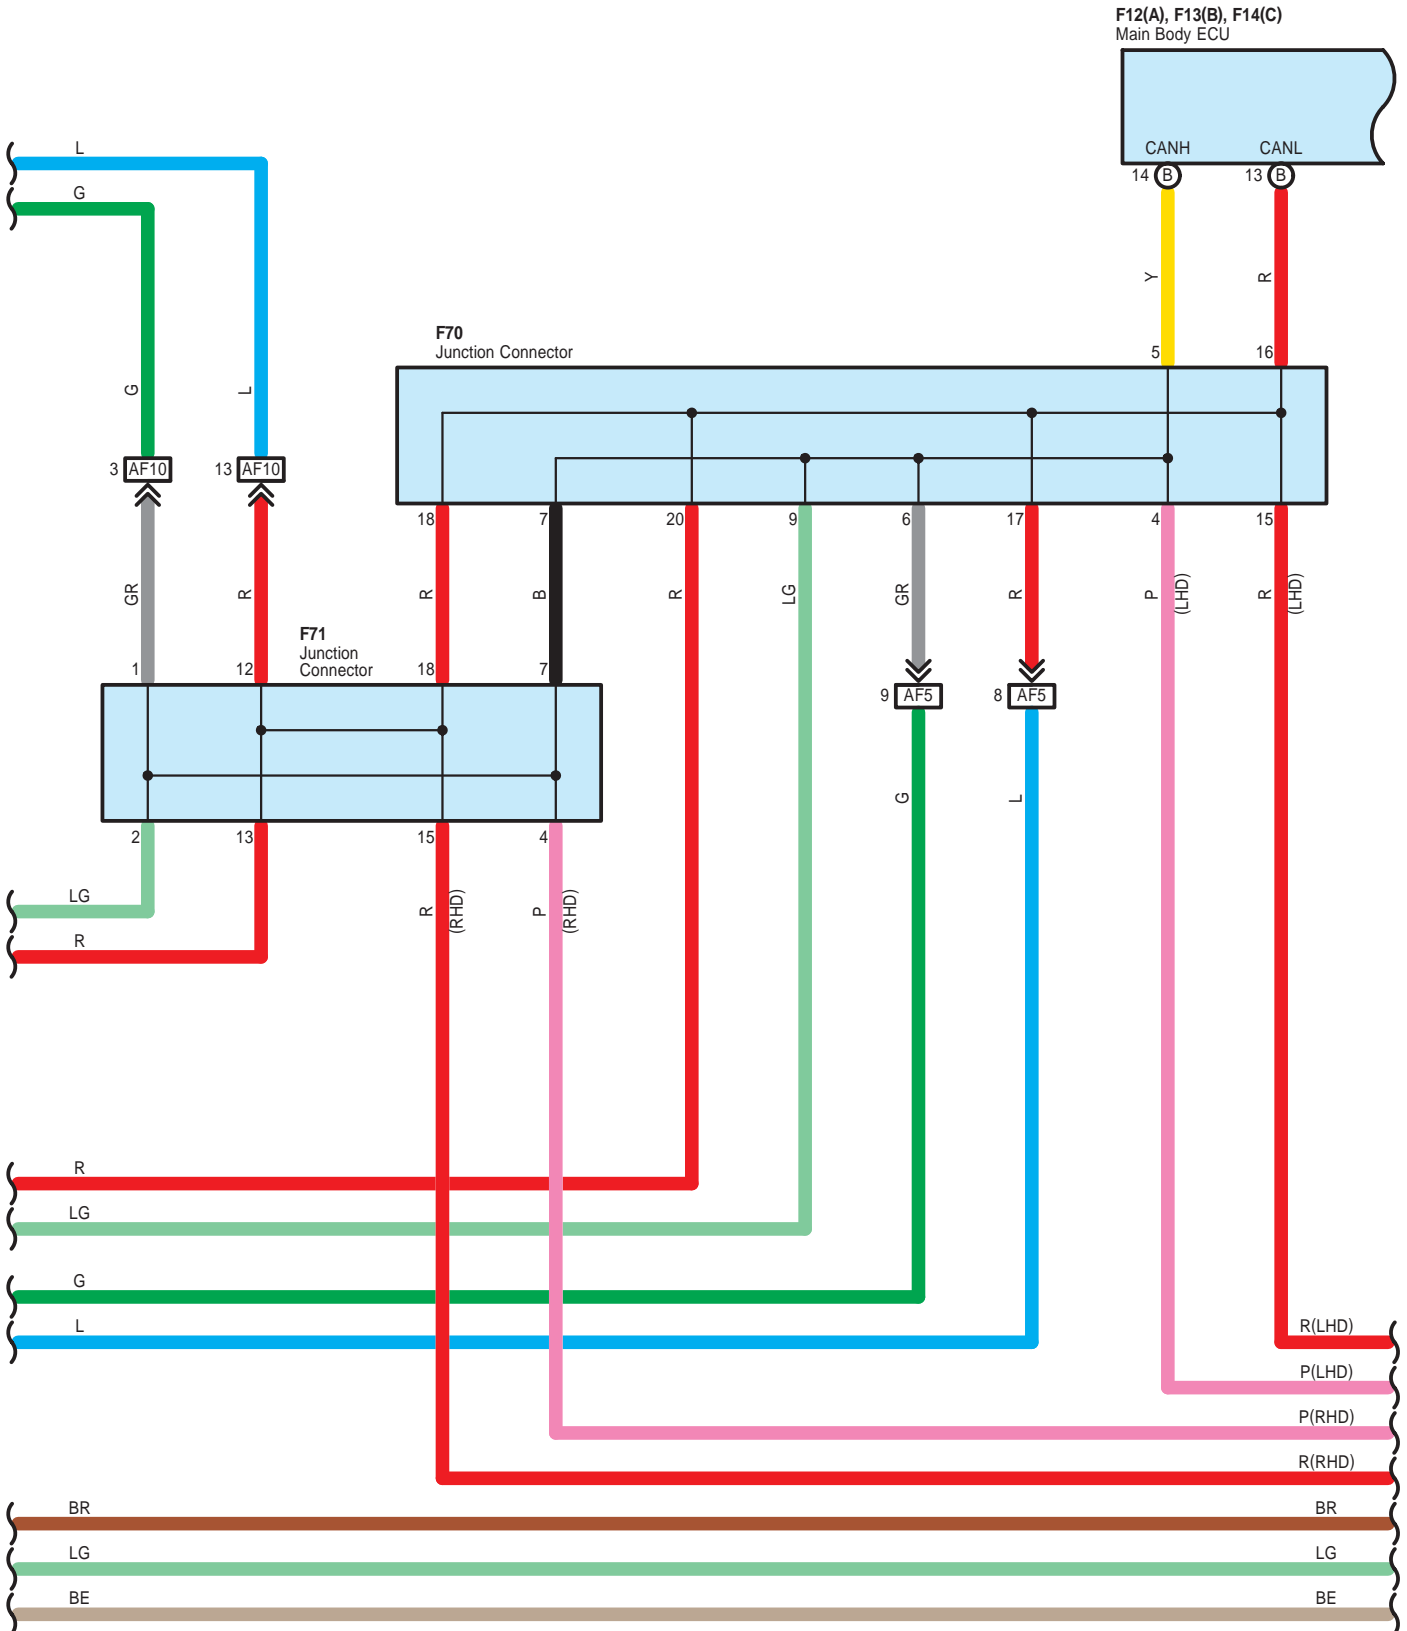 F12(A), F13(B), F14(C)
Main Body ECU
CANH CANL
14 B 13 B
L
G
Y R
F70
Junction Connector
5 16
G L
3 AF10 13 AF10
18 7 20 9 6 17 4 15
GR R R B R LG GR R P (LHD) R (LHD)
F71
Junction
Connector
1 12 18 7
9 AF5 8 AF5
G L
2 13 15 4
LG
R (RHD) P (RHD)
R
R
LG
G
L R(LHD)
P(LHD)
P(RHD)
R(RHD)
BR BR
LG LG
BE BE